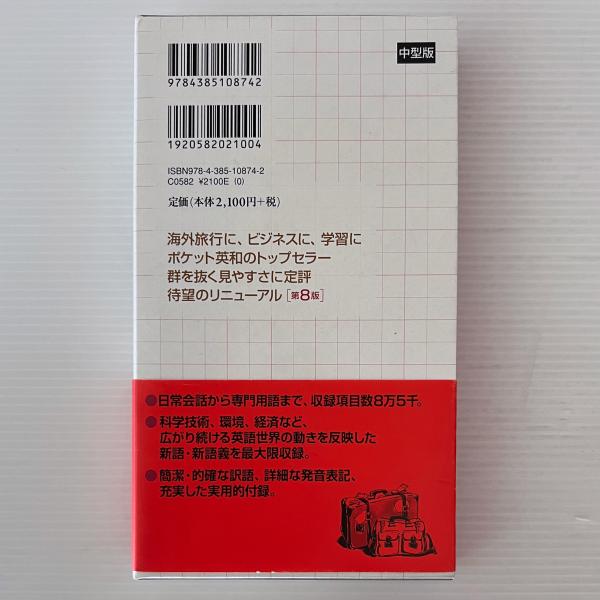 9784385108742
中型版
1920582021004
ISBN978-4-385-10874-2
C0582 ¥2100E (0)
定価(本体2,100円+税)
海外旅行に、ビジネスに、学習に
ポケット英和のトップセラー
群を抜く見やすさに定評
待望のリニューアル[第8版]
●日常会話から専門用語まで、収録項目数8万5千。
●科学技術、環境、経済など、
広がり続ける英語世界の動きを反映した
新語・新語義を最大限収録。
●簡潔・的確な訳語、詳細な発音表記、
充実した実用的付録。